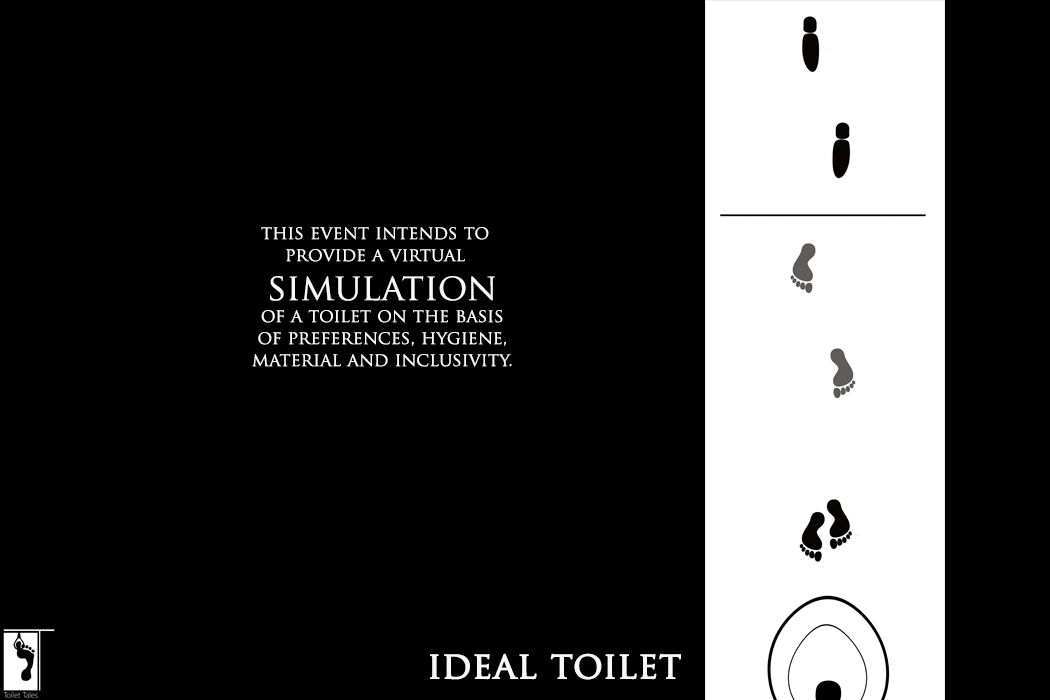 THIS EVENT INTENDS TO
PROVIDE A VIRTUAL
SIMULATION
OF A TOILET ON THE BASIS
OF PREFERENCES, HYGIENE,
MATERIAL AND INCLUSIVITY.
IDEAL TOILET
Toilet Tales